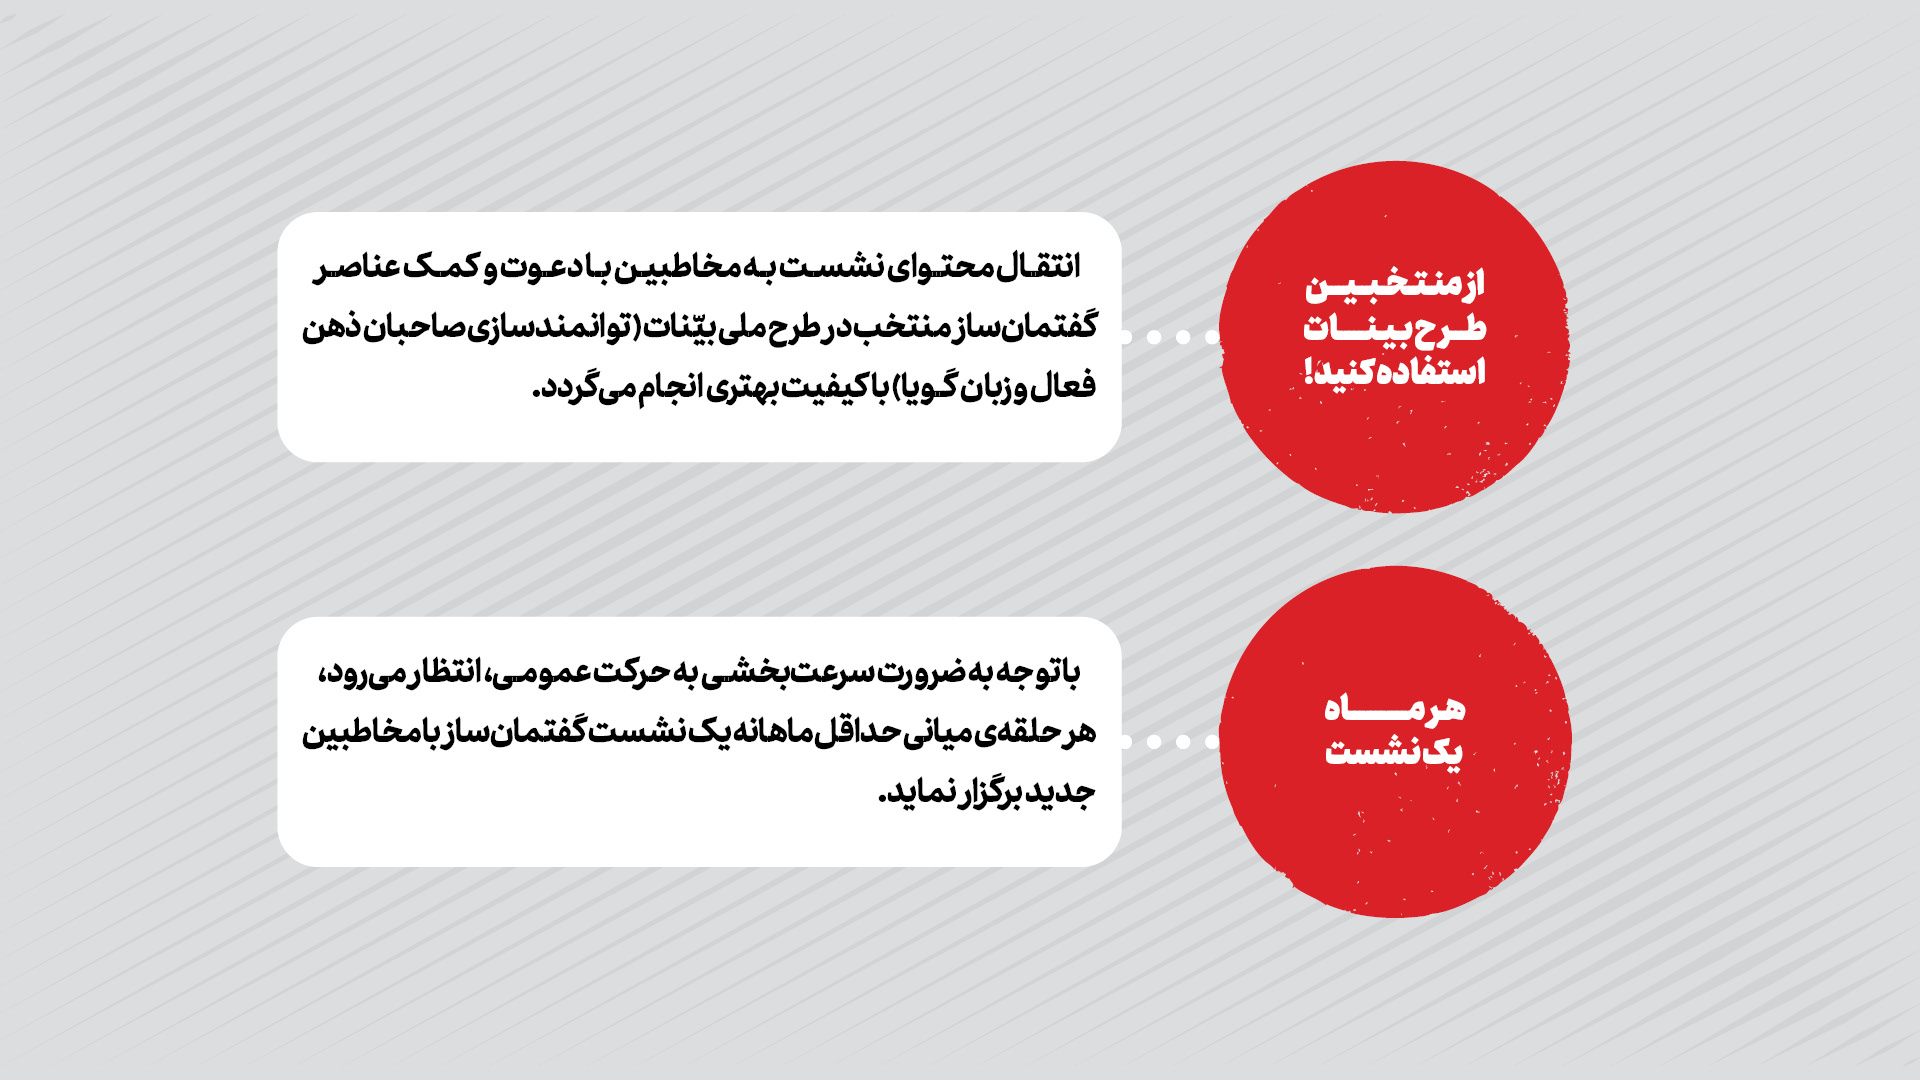 از منتخبین
طرح بینات
استفاده کنید!
انتقال محتوای نشست به مخاطبین با دعوت و کمک عناصر
گفتمان‌ساز منتخب در طرح ملی بیّنات (توانمندسازی صاحبان ذهن
فعال و زبان گویا) با کیفیت بهتری انجام می‌گردد.
هر ماه
یک نشست
باتوجه به ضرورت سرعت‌بخشی به حرکت عمومی، انتظار می‌رود،
هر حلقه‌ی میانی حداقل ماهانه یک نشست گفتمان‌ساز با مخاطبین
جدید برگزار نماید.